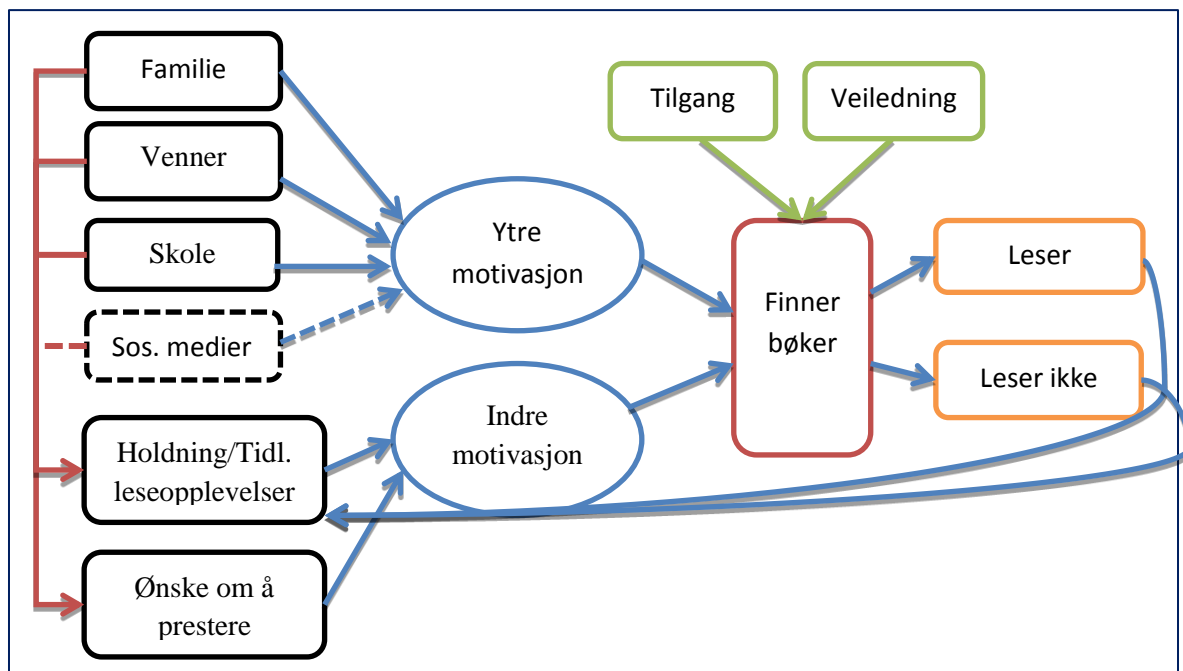 Familie
Venner
Skole
Sos. medier
Holdning/Tidl.
leseopplevelser
Ønske om å
prestere
Ytre
motivasjon
Indre
motivasjon
Tilgang
Veiledning
Finner
bøker
Leser
Leser ikke